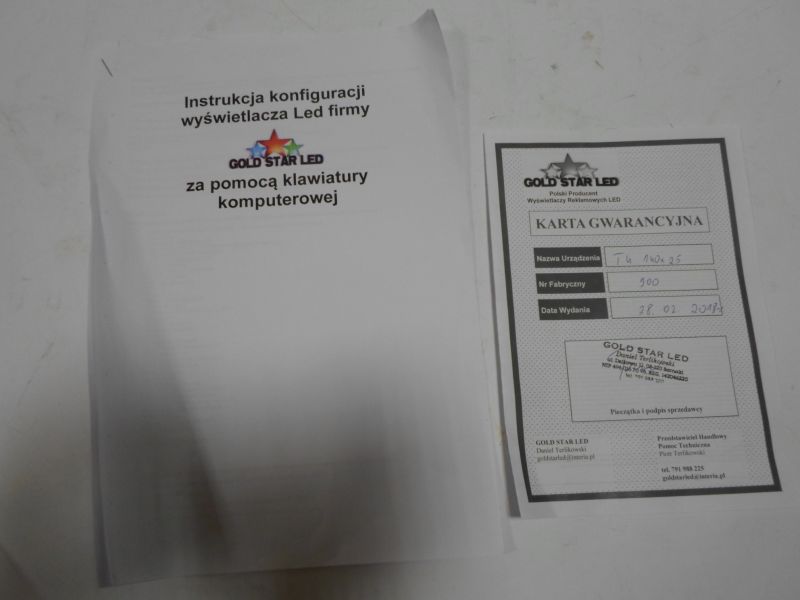 Instrukcja konfiguracji
wyświetlacza Led firmy
GOLD STAR LED
za pomocą klawiatury
komputerowej
GOLD STAR LED
Polski Producent
Wyświetlaczy Reklamowych LED
KARTA GWARANCYJNA
Nazwa Urządzenia
140x25
Nr Fabryczny
900
Data Wydania
28. 02. 2018r
GOLD STAR LED
Daniel Terlikowski
Pieczątka i podpis sprzedawcy
GOLD STAR LED
Daniel Terlikowski
goldstarled@interia.pl
Przedstawiciel Handlowy
Pomoc Techniczna
Piotr Terlikowski
tel. 791 988 225
goldstarled@interia.pl